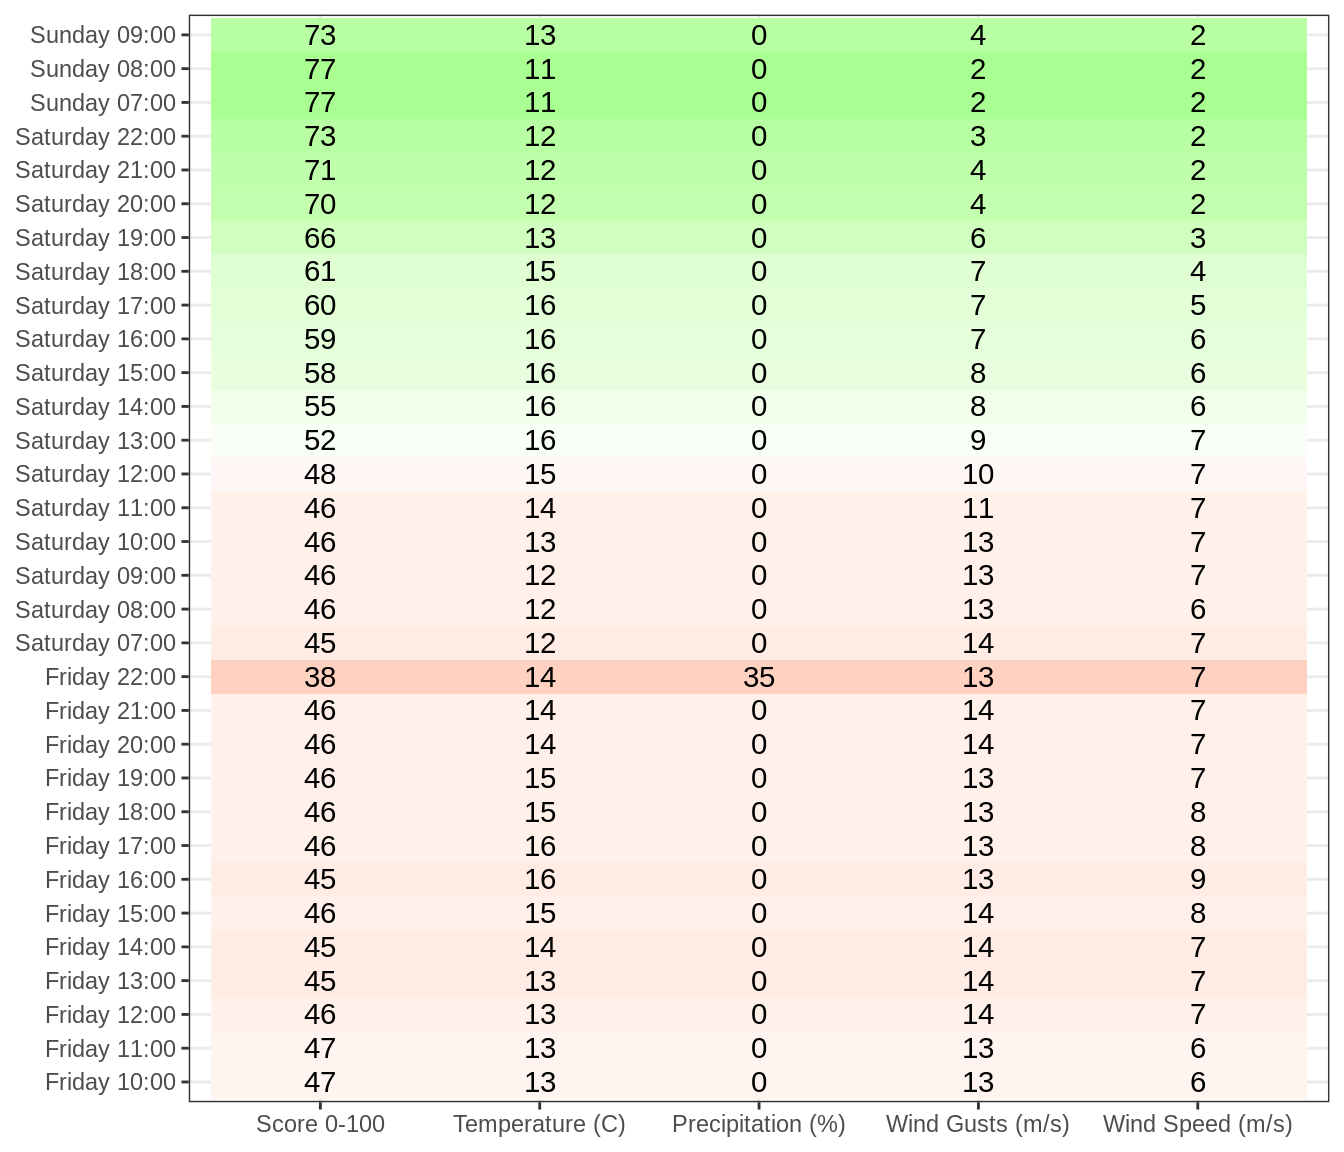 Sunday 09:00 73 13 0 4 2
Sunday 08:00 77 11 0 2 2
Sunday 07:00 77 11 0 2 2
Saturday 22:00 73 12 0 3 2
Saturday 21:00 71 12 0 4 2
Saturday 20:00 70 12 0 4 2
Saturday 19:00 66 13 0 6 3
Saturday 18:00 61 15 0 7 4
Saturday 17:00 60 16 0 7 5
Saturday 16:00 59 16 0 7 6
Saturday 15:00 58 16 0 8 6
Saturday 14:00 55 16 0 8 6
Saturday 13:00 52 16 0 9 7
Saturday 12:00 48 15 0 10 7
Saturday 11:00 46 14 0 11 7
Saturday 10:00 46 13 0 13 7
Saturday 09:00 46 12 0 13 7
Saturday 08:00 46 12 0 13 6
Saturday 07:00 45 12 0 14 7
Friday 22:00 38 14 35 13 7
Friday 21:00 46 14 0 14 7
Friday 20:00 46 14 0 14 7
Friday 19:00 46 15 0 13 7
Friday 18:00 46 15 0 13 8
Friday 17:00 46 16 0 13 8
Friday 16:00 45 16 0 13 9
Friday 15:00 46 15 0 14 8
Friday 14:00 45 14 0 14 7
Friday 13:00 45 13 0 14 7
Friday 12:00 46 13 0 14 7
Friday 11:00 47 13 0 13 6
Friday 10:00 47 13 0 13 6
Score 0-100 Temperature (C) Precipitation (%) Wind Gusts (m/s) Wind Speed (m/s)